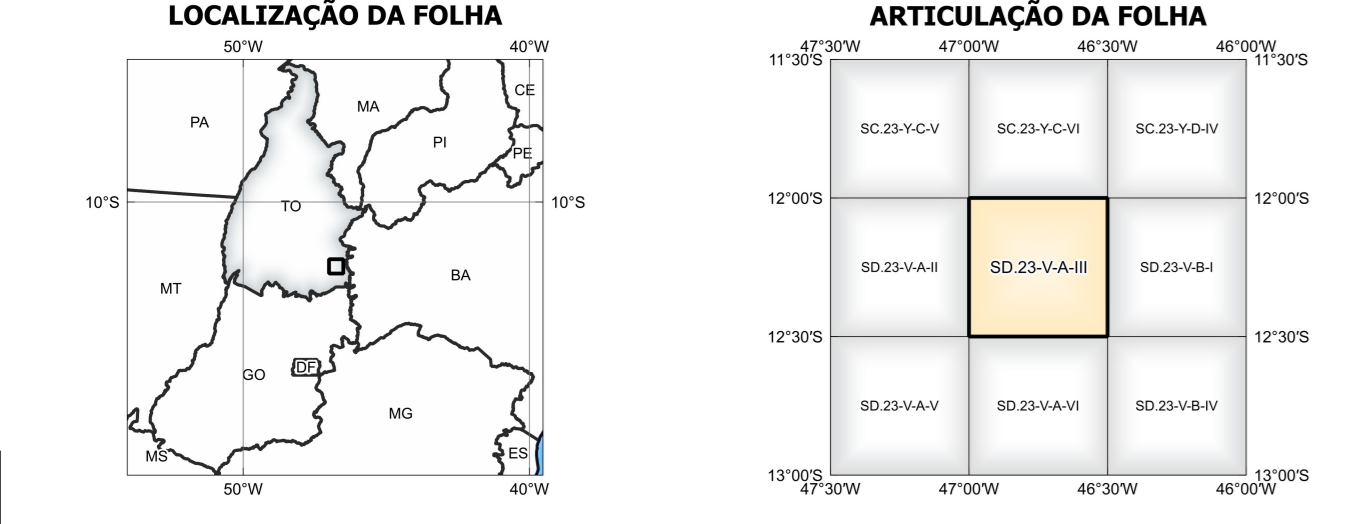 LOCALIZAÇÃO DA FOLHA
50°W
40°W
CE
MA
PA
PI
PE
10°S
TO
10°S
BA
MT
DF
GO
MG
ES
MS
50°W
40°W
ARTICULAÇÃO DA FOLHA
47°30'W
47°00'W
46°30'W
46°00'W
11°30'S
11°30'S
SC.23-Y-C-V
SC.23-Y-C-VI
SC.23-Y-D-IV
12°00'S
12°00'S
SD.23-V-A-II
SD.23-V-A-III
SD.23-V-B-I
12°30'S
12°30'S
SD.23-V-A-V
SD.23-V-A-VI
SD.23-V-B-IV
13°00'S
13°00'S
47°30'W
47°00'W
46°30'W
46°00'W